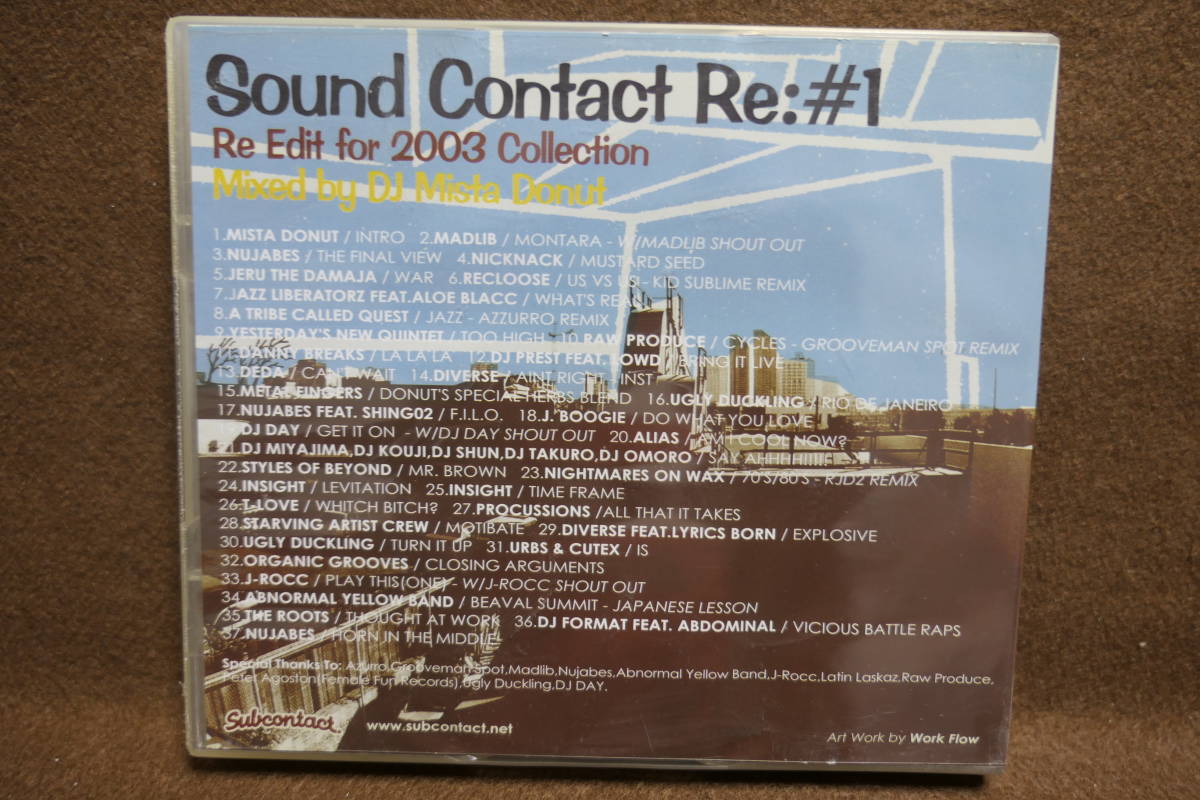 Sound Contact Re:#1
Re Edit for 2003 Collection
Mixed by DJ Mista Donut
1.MISTA DONUT / INTRO 2.MADLIB / MONTARA - W/MADLIB SHOUT OUT
3.NUJABES / THE FINAL VIEW 4.NICKNACK / MUSTARD SEED
5.JERU THE DAMAJA / WAR 6.RECLOOSE / US VS US! - KID SUBLIME REMIX
7.JAZZ LIBERATORZ FEAT.ALOE BLACC / WHAT'S REAL
8.A TRIBE CALLED QUEST / JAZZ - AZZURRO REMIX
9.YESTERDAY'S NEW QUINTET / TOO HIGH 10.RAW PRODUCE / CYCLES - GROOVEMAN SPOT REMIX
11.DANNY BREAKS / LA LA LA 12.DJ PREST FEAT. / BRING IT LIVE
13.DEDA / CAN'T WAIT 14.DIVERSE / AINT RIGHT - INST
15.METAL FINGERS / DONUT'S SPECIAL HERBS BLEND 16.UGLY DUCKLING / RIO DE JANEIRO
17.NUJABES FEAT. SHING02 / F.I.L.O. 18.J. BOOGIE / DO WHAT YOU LOVE
19.DJ DAY / GET IT ON - W/DJ DAY SHOUT OUT 20.ALIAS / AM I COOL NOW?
DJ MIYAJIMA,DJ KOUJI,DJ SHUN,DJ TAKURO,DJ OMORO / SAY
22.STYLES OF BEYOND / MR. BROWN 23.NIGHTMARES ON WAX / 70'S/80'S - RJD2 REMIX
24.INSIGHT / LEVITATION 25.INSIGHT / TIME FRAME
26.T-LOVE / WHITCH BITCH? 27.PROCUSSIONS /ALL THAT IT TAKES
28.STARVING ARTIST CREW / MOTIBATE 29.DIVERSE FEAT.LYRICS BORN / EXPLOSIVE
30.UGLY DUCKLING / TURN IT UP 31.URBS & CUTEX / IS
32.ORGANIC GROOVES / CLOSING ARGUMENTS
33.J-ROCC / PLAY THIS(ONE) - W/J-ROCC SHOUT OUT
34.ABNORMAL YELLOW BAND / BEAVAL SUMMIT - JAPANESE LESSON
35.THE ROOTS / THOUGHT AT WORK 36.DJ FORMAT FEAT. ABDOMINAL / VICIOUS BATTLE RAPS
37.NUJABES / HORN IN THE MIDDLE
Special Thanks To: Azurro,Grooveman Spot,Madlib,Nujabes,Abnormal Yellow Band,J-Rocc,Latin Laskaz,Raw Produce,
Peter Agoston(Female Fun Records),Ugly Duckling,DJ DAY.
Subcontact www.subcontact.net
Art Work by Work Flow